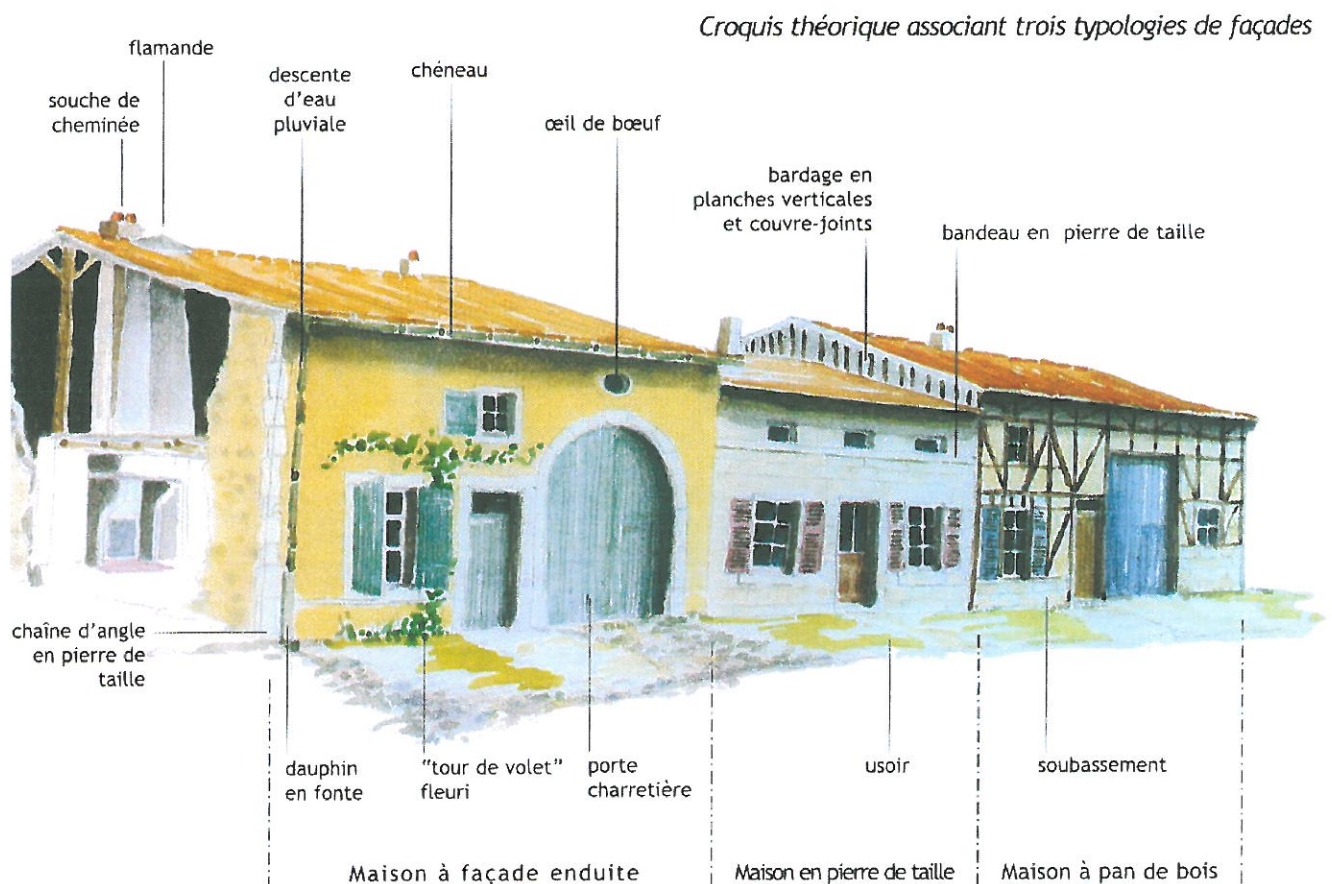 Croquis théorique associant trois typologies de façades
flamande
souche de
cheminée
descente
d'eau
pluviale
chéneau
œil de bœuf
bardage en
planches verticales
et couvre-joints
bandeau en pierre de taille
chaîne d'angle
en pierre de
taille
dauphin
en fonte
"tour de volet"
fleuri
porte
charretière
usoir
soubassement
Maison à façade enduite
Maison en pierre de taille
Maison à pan de bois